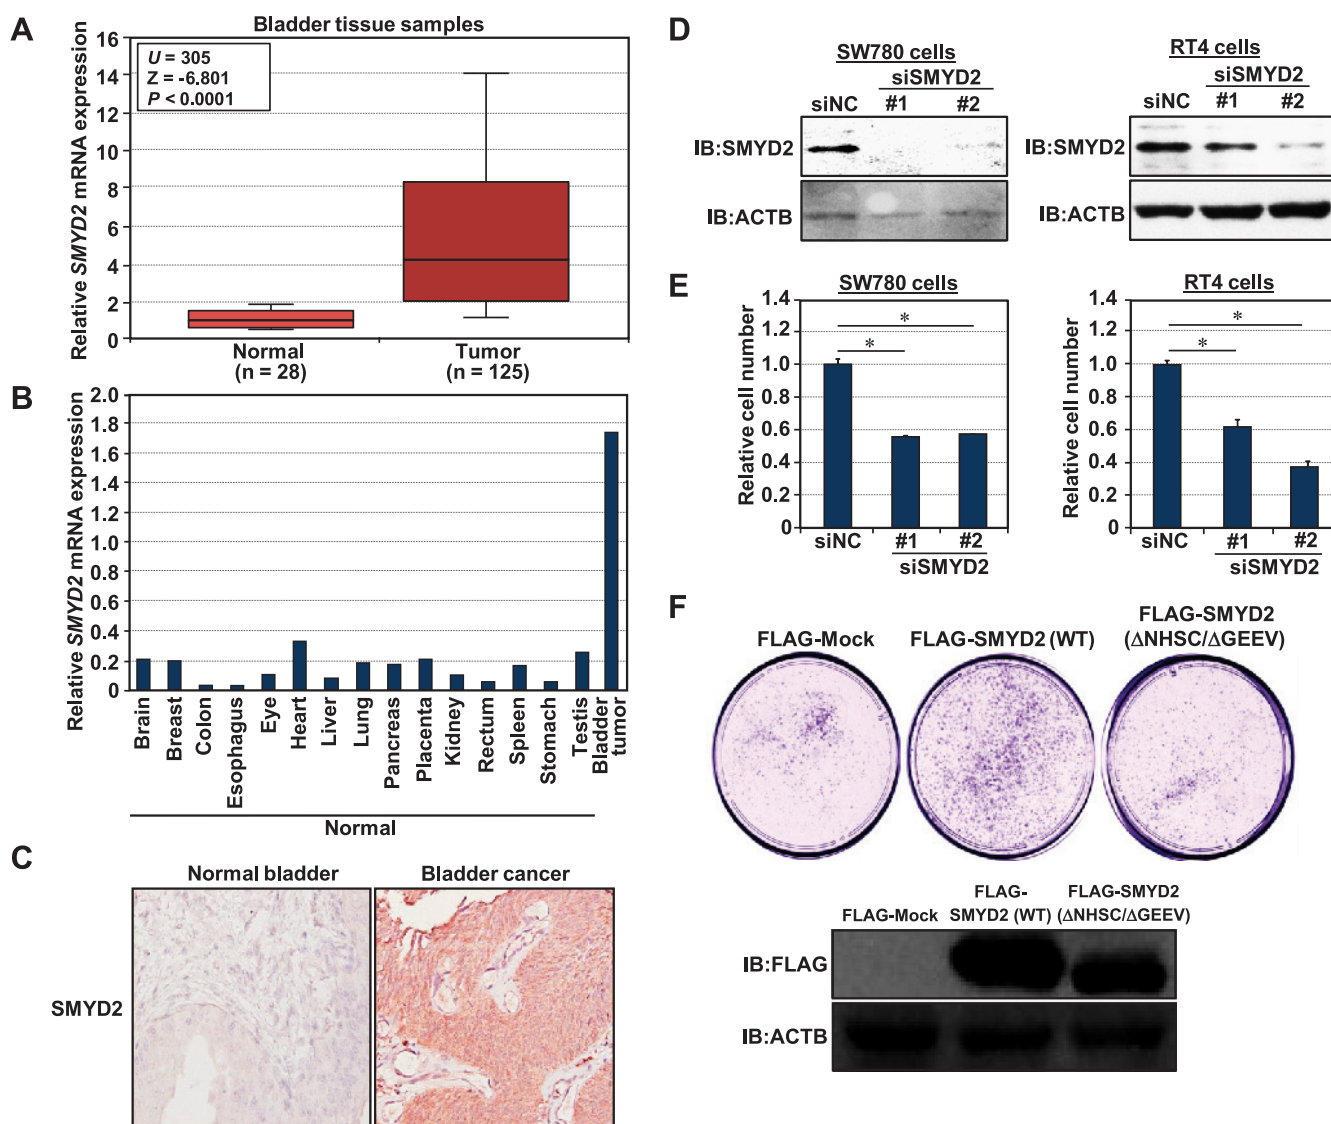 A
Bladder tissue samples
Relative SMYD2 mRNA expression
16
14
12
10
8
6
4
2
0
U = 305
Z = -6.801
P < 0.0001
Normal
(n = 28)
Tumor
(n = 125)
B
Relative SMYD2 mRNA expression
2.0
1.8
1.6
1.4
1.2
1.0
0.8
0.6
0.4
0.2
0
Brain
Breast
Colon
Esophagus
Eye
Heart
Liver
Lung
Pancreas
Placenta
Kidney
Rectum
Spleen
Stomach
Testis
Bladder
tumor
Normal
C
Normal bladder
Bladder cancer
SMYD2
D
SW780 cells
siSMYD2
siNC
#1
#2
IB:SMYD2
IB:ACTB
RT4 cells
siSMYD2
siNC
#1
#2
IB:SMYD2
IB:ACTB
E
SW780 cells
Relative cell number
1.4
1.2
1.0
0.8
0.6
0.4
0.2
0
*
*
siNC
#1
#2
siSMYD2
RT4 cells
Relative cell number
1.4
1.2
1.0
0.8
0.6
0.4
0.2
0
*
*
siNC
#1
#2
siSMYD2
F
FLAG-Mock
FLAG-SMYD2 (WT)
FLAG-SMYD2
(ΔNHSC/ΔGEEV)
FLAG-Mock
FLAG-
SMYD2 (WT)
FLAG-SMYD2
(ΔNHSC/ΔGEEV)
IB:FLAG
IB:ACTB